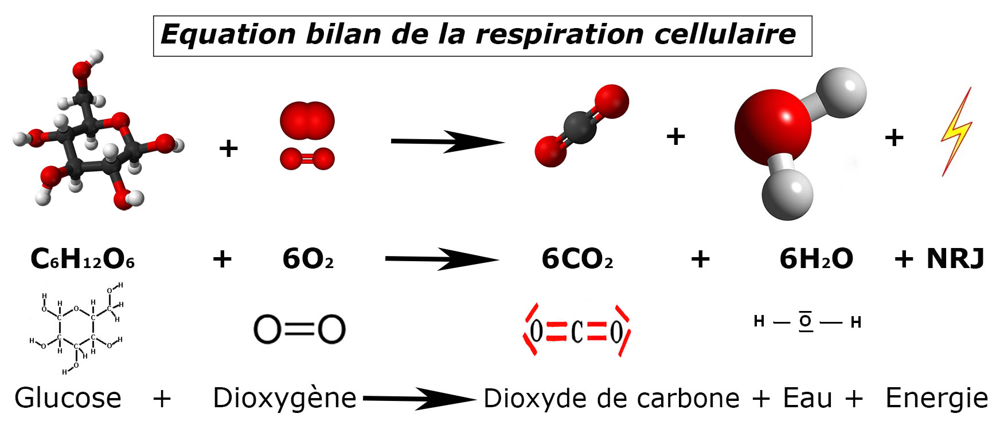 Equation bilan de la respiration cellulaire
+ + +
C₆H₁₂O₆ + 6O₂ 6CO₂ + 6H₂O + NRJ
O H
H H H O H
O C C C H
H
H O C C O H
C H
H H H
O
H
O=O
O=C=O
H — O — H
Glucose + Dioxygène Dioxyde de carbone + Eau + Energie